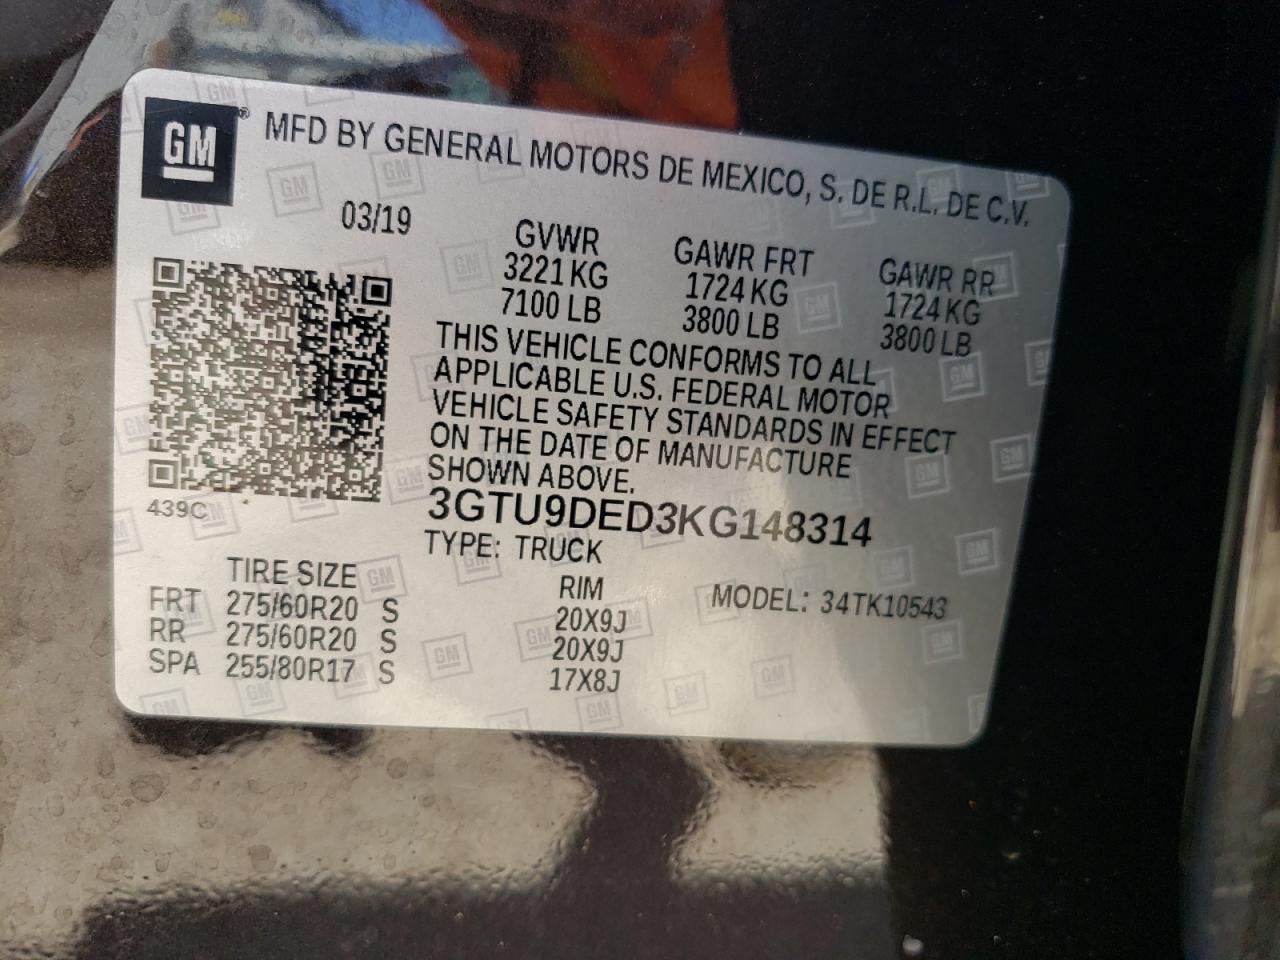 GM ® MFD BY GENERAL MOTORS DE MEXICO, S. DE R.L. DE C.V.
03/19
GVWR GAWR FRT GAWR RR
3221 KG 1724 KG 1724 KG
7100 LB 3800 LB 3800 LB
THIS VEHICLE CONFORMS TO ALL
APPLICABLE U.S. FEDERAL MOTOR
VEHICLE SAFETY STANDARDS IN EFFECT
ON THE DATE OF MANUFACTURE
SHOWN ABOVE.
439C
3GTU9DED3KG148314
TYPE: TRUCK
TIRE SIZE RIM MODEL: 34TK10543
FRT 275/60R20 S 20X9J
RR 275/60R20 S 20X9J
SPA 255/80R17 S 17X8J